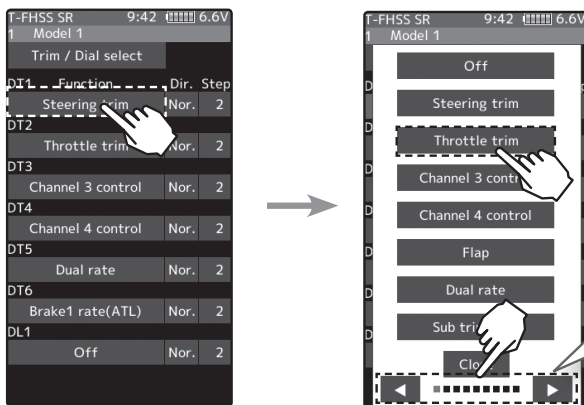 T-FHSS SR 9:42 6.6V
1 Model 1
Trim / Dial select
DT1 Function Dir. Step
Steering trim Nor. 2
DT2
Throttle trim Nor. 2
DT3
Channel 3 control Nor. 2
DT4
Channel 4 control Nor. 2
DT5
Dual rate Nor. 2
DT6
Brake1 rate(ATL) Nor. 2
DL1
Off Nor. 2
T-FHSS SR 9:42 6.6V
1 Model 1
Off
Steering trim
Throttle trim
Channel 3
Channel 4 control
Flap
Dual rate
Sub